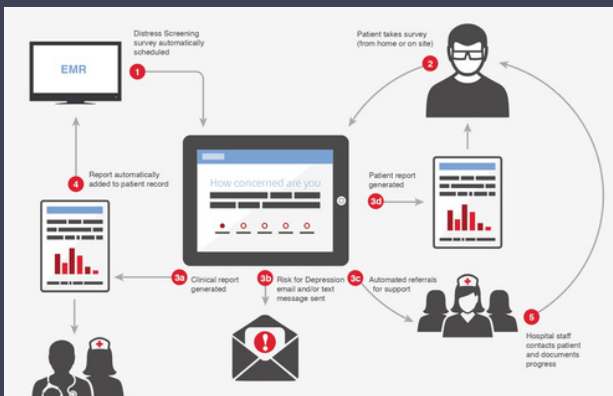 Distress Screening
survey automatically
scheduled
EMR
1
Patient takes survey
(from home or on site)
2
4
Report automatically
added to patient record
How concerned are you
Patient report
generated
3d
3a
Clinical report
generated
3b
Risk for Depression
email and/or text
message sent
3c
Automated referrals
for support
5
Hospital staff
contacts patient
and documents
progress